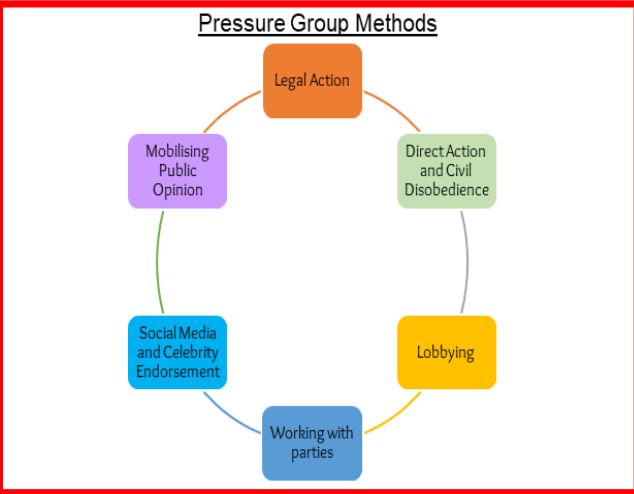 Pressure Group Methods
Legal Action
Direct Action
and Civil
Disobedience
Lobbying
Working with
parties
Social Media
and Celebrity
Endorsement
Mobilising
Public
Opinion